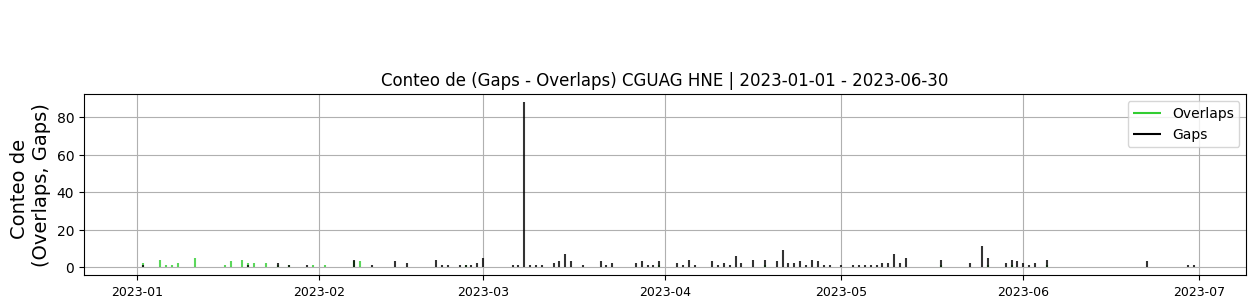 Conteo de (Gaps - Overlaps) CGUAG HNE | 2023-01-01 - 2023-06-30
Conteo de
(Overlaps, Gaps)
80
60
40
20
0
Overlaps
Gaps
2023-01
2023-02
2023-03
2023-04
2023-05
2023-06
2023-07